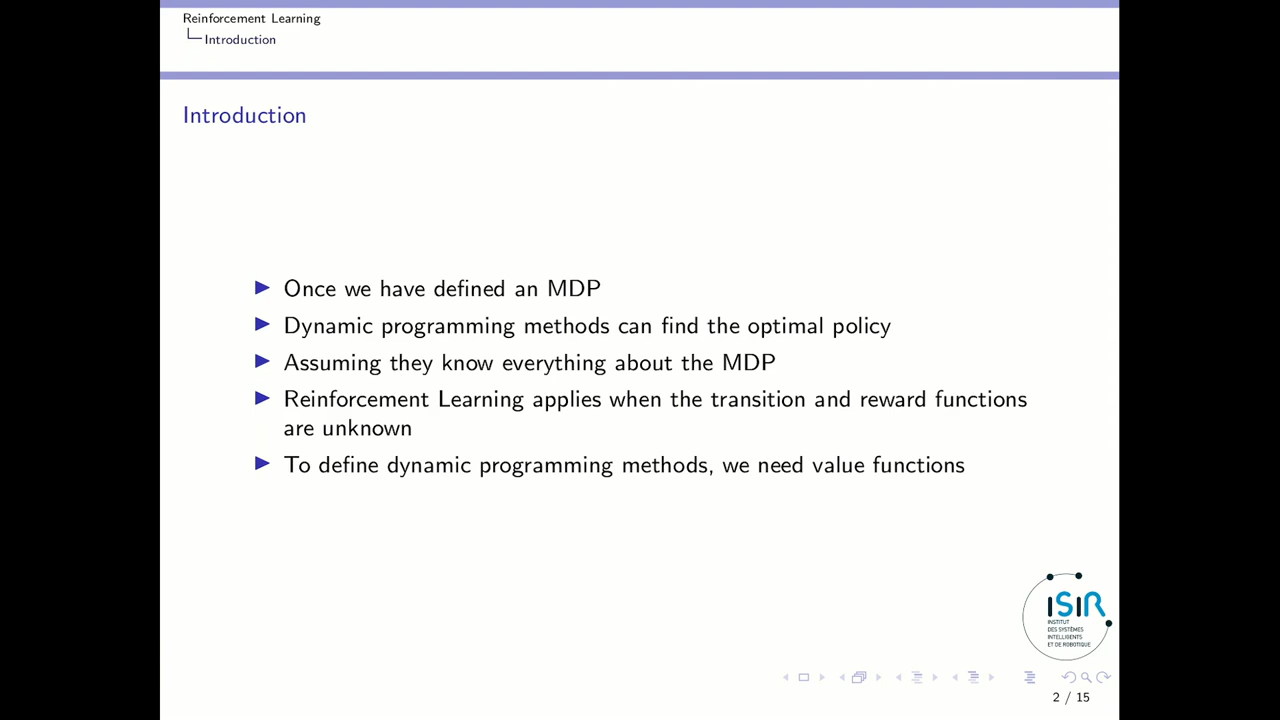 Reinforcement Learning
Introduction
Introduction
Once we have defined an MDP
Dynamic programming methods can find the optimal policy
Assuming they know everything about the MDP
Reinforcement Learning applies when the transition and reward functions
are unknown
To define dynamic programming methods, we need value functions
ISIR
INSTITUT
DES SYSTÈMES
INTELLIGENTS
ET DE ROBOTIQUE
2 / 15